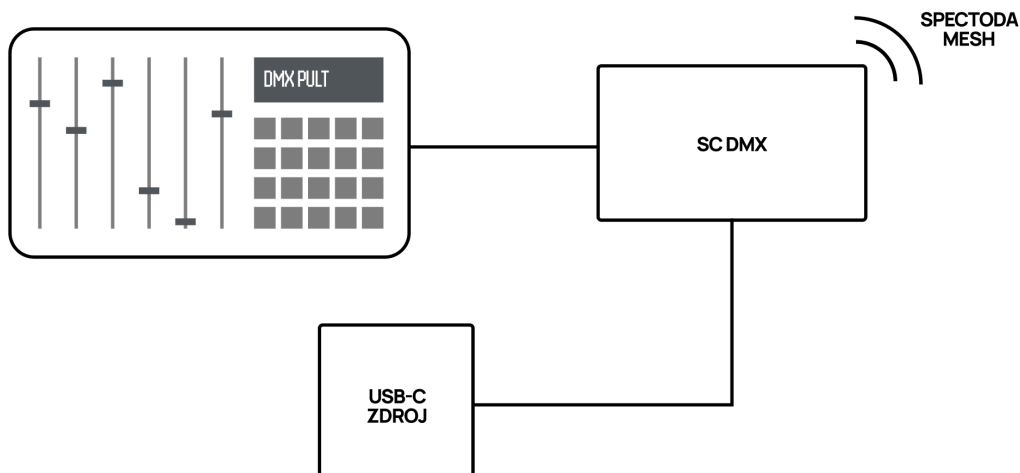 SPECTODA
MESH
DMX PULT
SC DMX
USB-C
ZDROJ